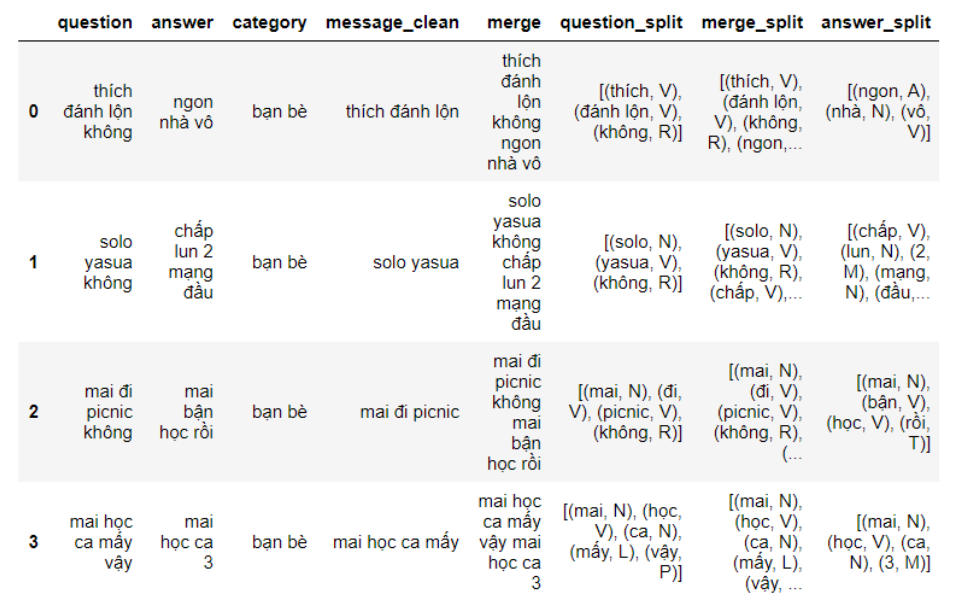 question
answer
category
message_clean
merge
question_split
merge_split
answer_split
0
thích
đánh lộn
không
ngon
nhà vô
bạn bè
thích đánh lộn
thích
đánh
lộn
không
ngon
nhà vô
[(thích, V),
(đánh lộn, V),
(không, R)]
[(thích, V),
(đánh lộn,
V), (không,
R), (ngon,...
[(ngon, A),
(nhà, N), (vô,
V)]
1
solo
yasua
không
chấp
lun 2
mạng
đầu
bạn bè
solo yasua
solo
yasua
không
chấp
lun 2
mạng
đầu
[(solo, N),
(yasua, V),
(không, R)]
[(solo, N),
(yasua, V),
(không, R),
(chấp, V),...
[(chấp, V),
(lun, N), (2,
M), (mạng,
N), (đầu,...
2
mai đi
picnic
không
mai
bận
học rồi
bạn bè
mai đi picnic
mai đi
picnic
không
mai
bận
học rồi
[(mai, N), (đi,
V), (picnic, V),
(không, R)]
[(mai, N),
(đi, V),
(picnic, V),
(không, R),
(...
[(mai, N),
(bận, V),
(học, V), (rồi,
T)]
3
mai học
ca mấy
vậy
mai
học ca
3
bạn bè
mai học ca mấy
mai học
ca mấy
vậy mai
học ca
3
[(mai, N), (học,
V), (ca, N),
(mấy, L), (vậy,
P)]
[(mai, N),
(học, V),
(ca, N),
(mấy, L),
(vậy, ...
[(mai, N),
(học, V), (ca,
N), (3, M)]